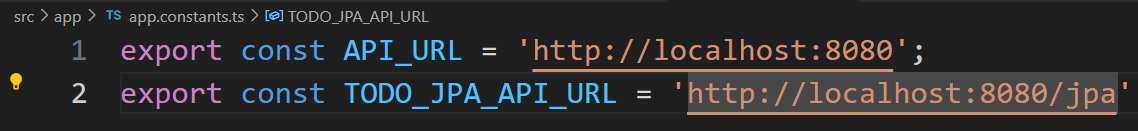 src > app > TS app.constants.ts > TODO_JPA_API_URL
1 export const API_URL = 'http://localhost:8080';
2 export const TODO_JPA_API_URL = 'http://localhost:8080/jpa'